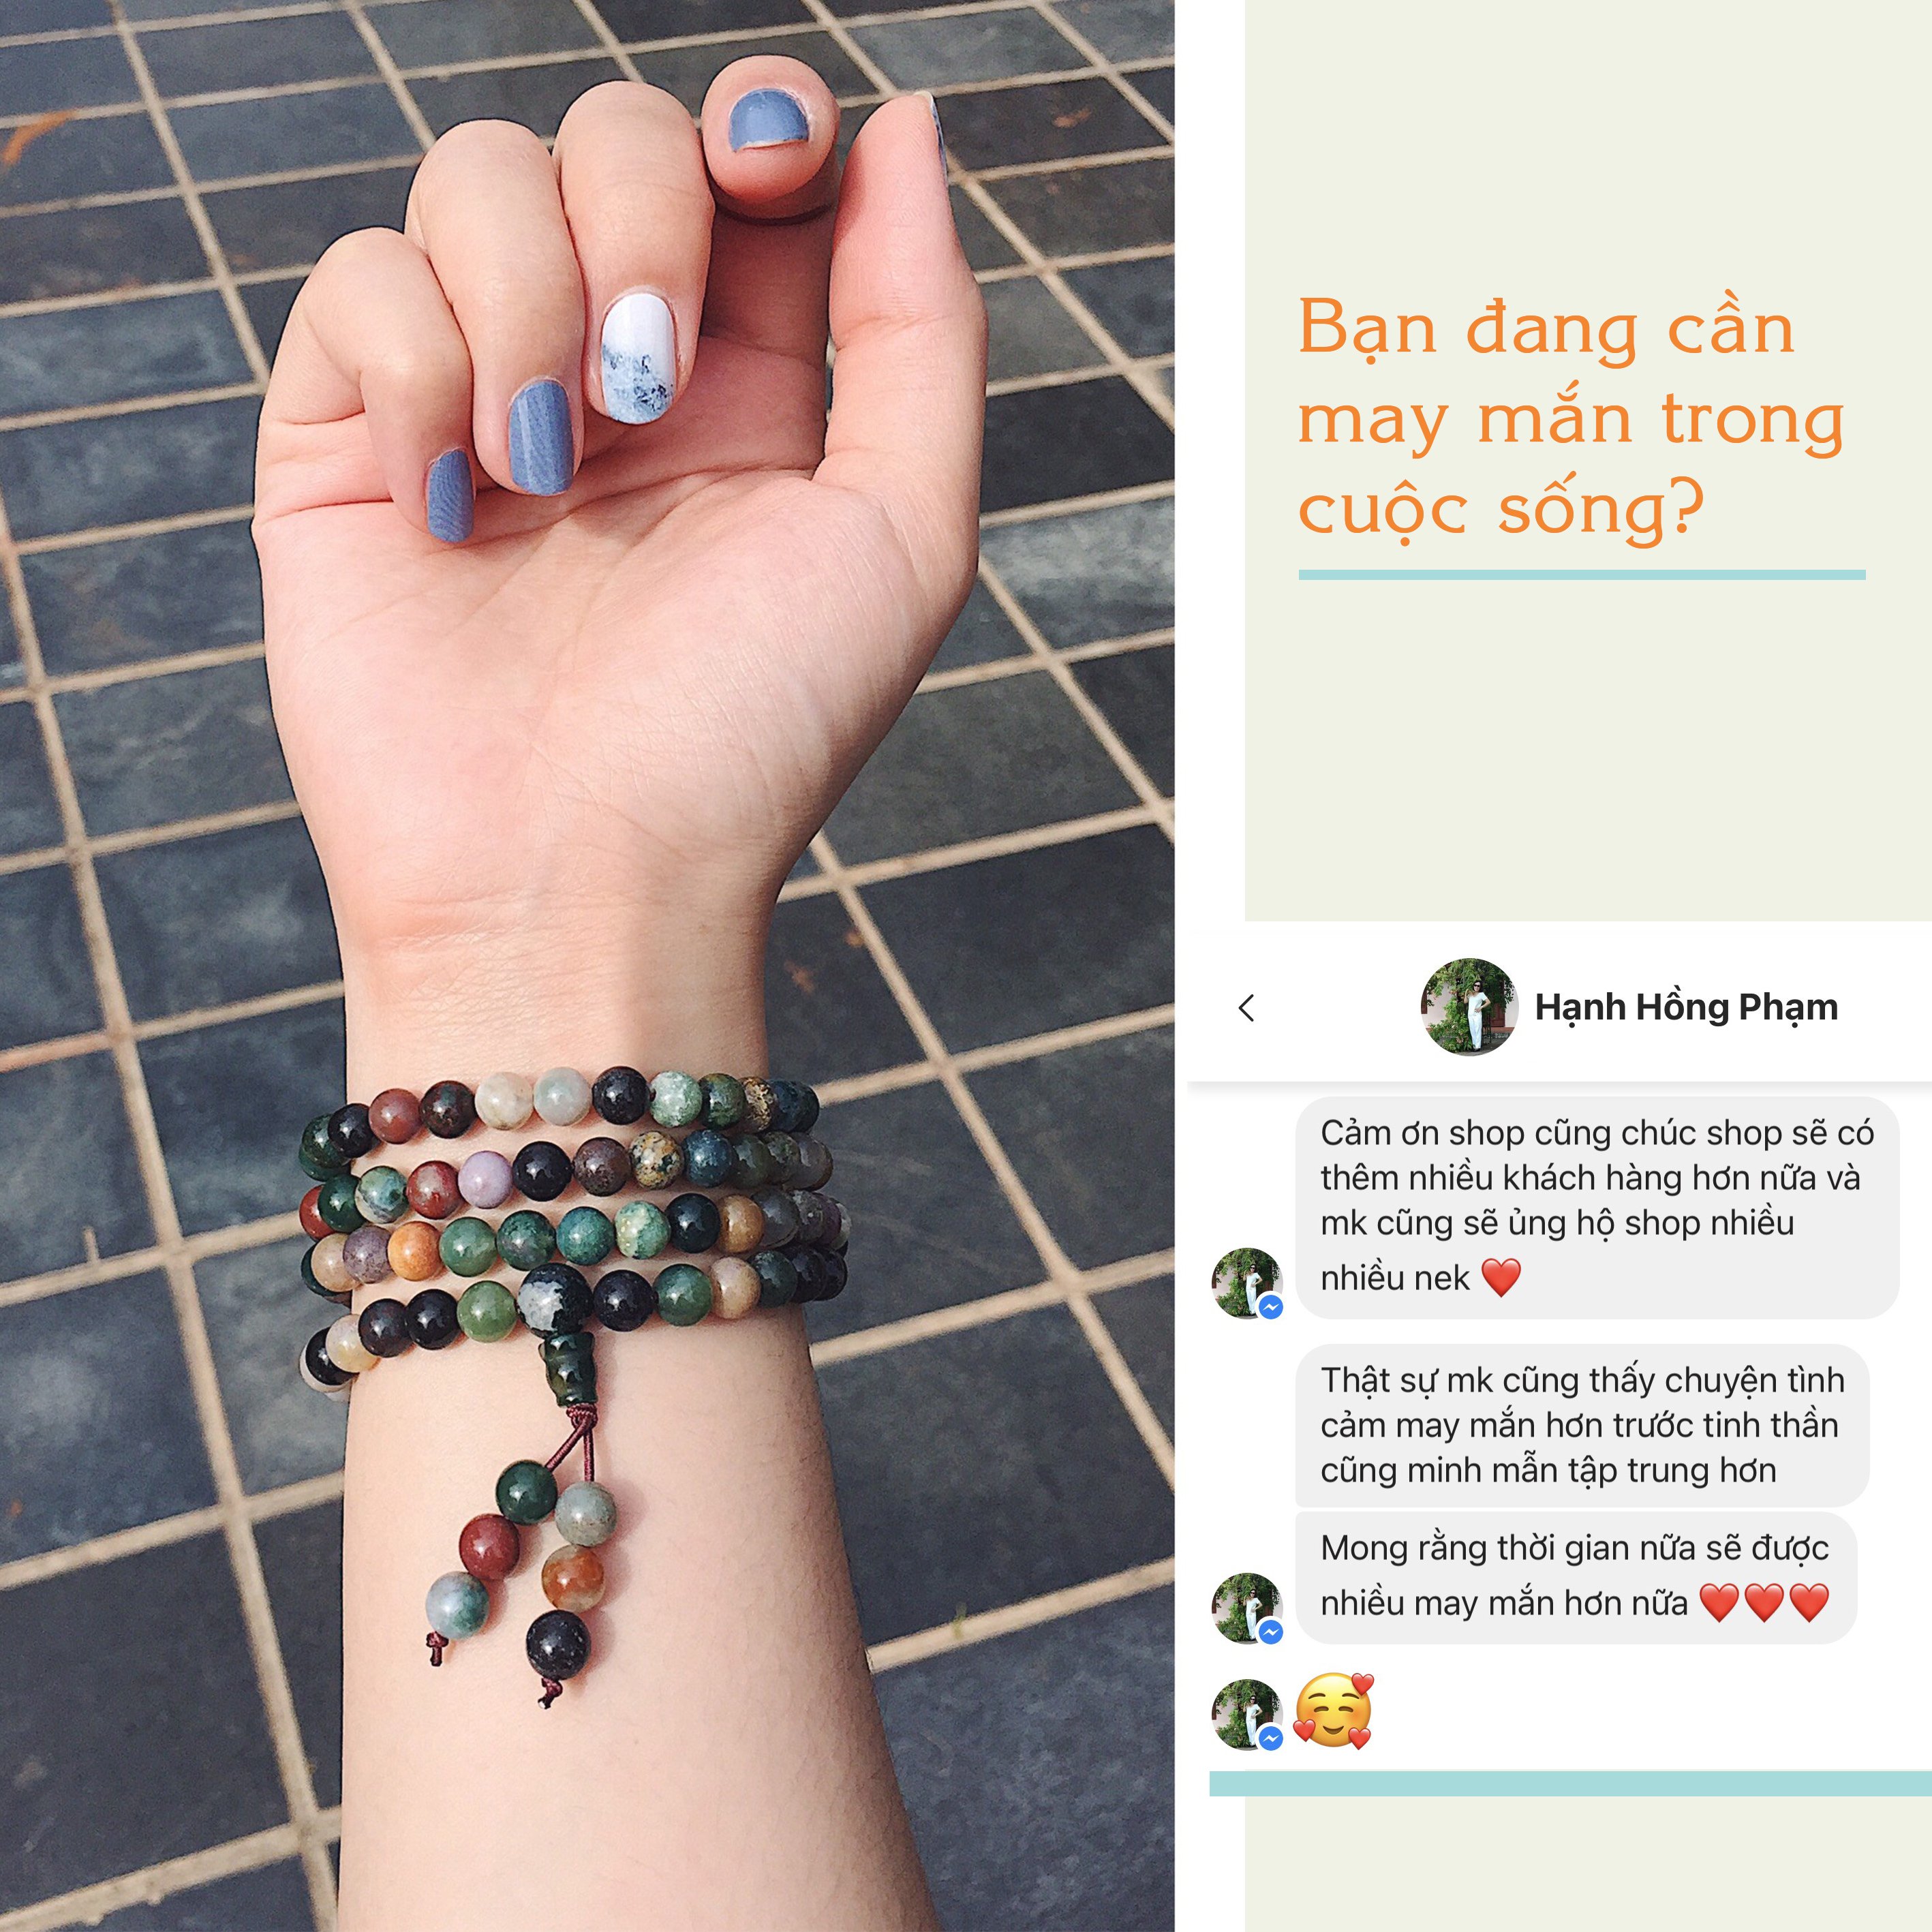 Bạn đang cần
may mắn trong
cuộc sống?
Hạnh Hồng Phạm
Cảm ơn shop cũng chúc shop sẽ có
thêm nhiều khách hàng hơn nữa và
mk cũng sẽ ủng hộ shop nhiều
nhiều nek ❤️
Thật sự mk cũng thấy chuyện tình
cảm may mắn hơn trước tinh thần
cũng minh mẫn tập trung hơn
Mong rằng thời gian nữa sẽ được
nhiều may mắn hơn nữa ❤️❤️❤️
🥰